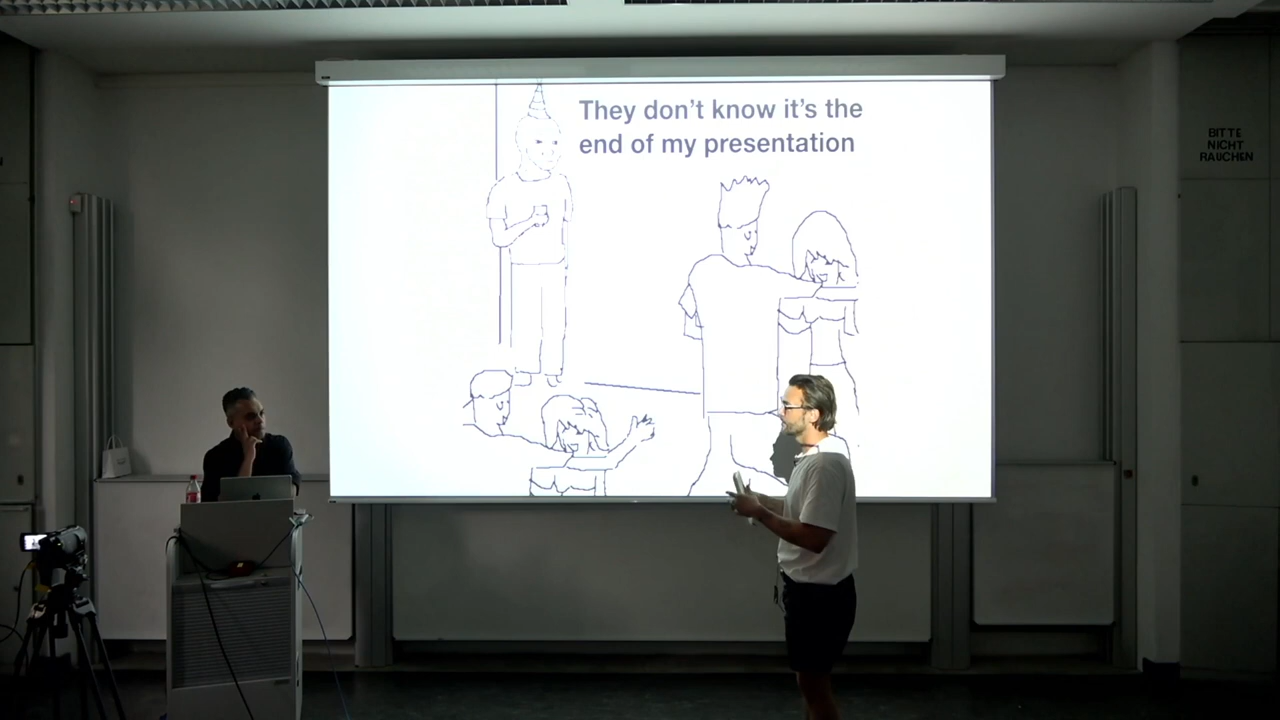 They don't know it's the
end of my presentation
BITTE
NICHT
RAUCHEN